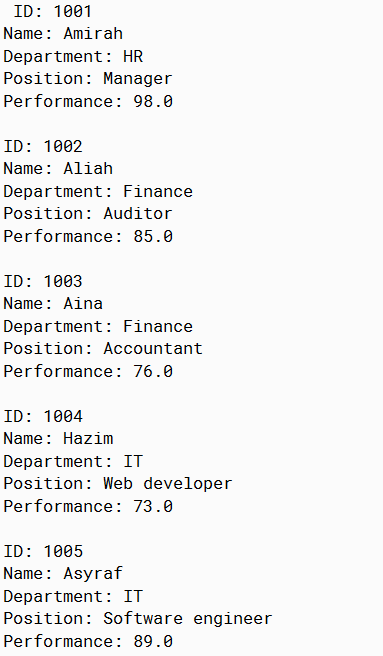 ID: 1001
Name: Amirah
Department: HR
Position: Manager
Performance: 98.0

ID: 1002
Name: Aliah
Department: Finance
Position: Auditor
Performance: 85.0

ID: 1003
Name: Aina
Department: Finance
Position: Accountant
Performance: 76.0

ID: 1004
Name: Hazim
Department: IT
Position: Web developer
Performance: 73.0

ID: 1005
Name: Asyraf
Department: IT
Position: Software engineer
Performance: 89.0